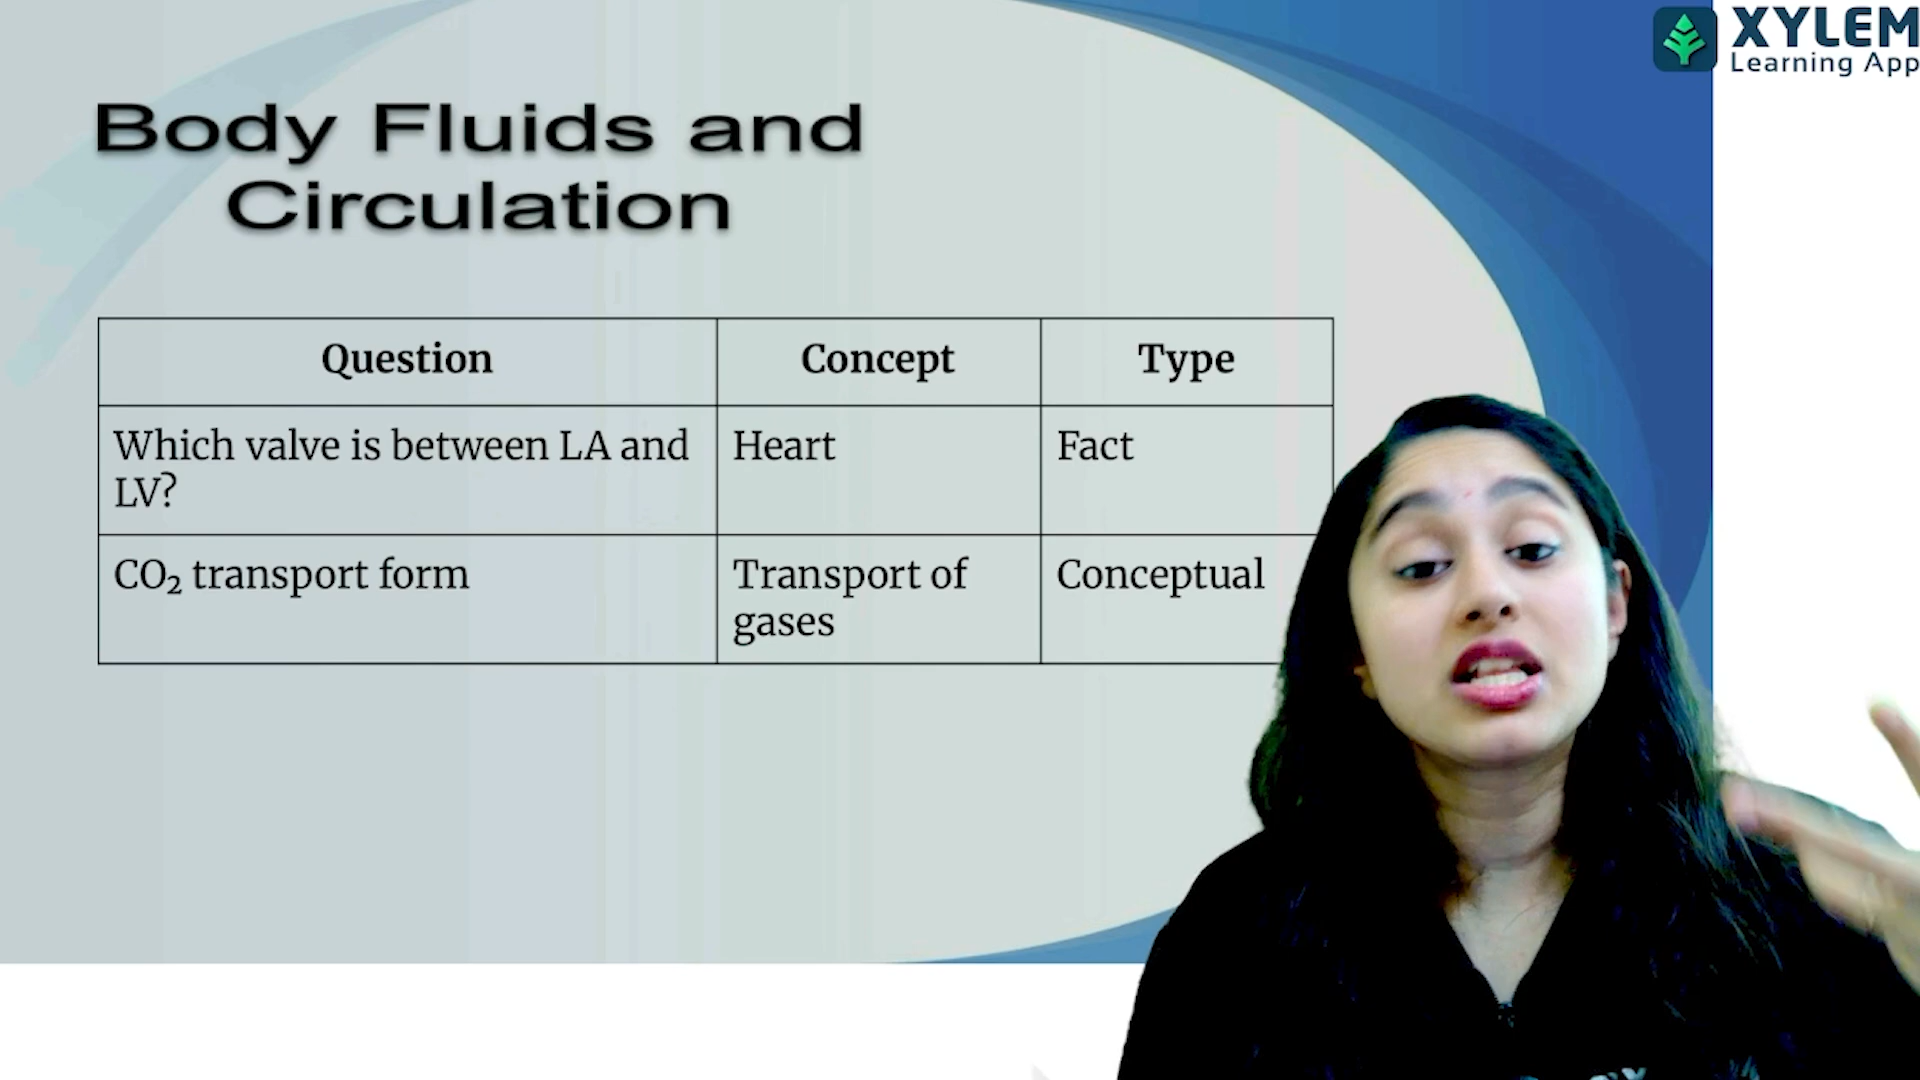 XYLEM
Learning App
Body Fluids and
Circulation
Question
Concept
Type
Which valve is between LA and
LV?
Heart
Fact
CO₂ transport form
Transport of
gases
Conceptual